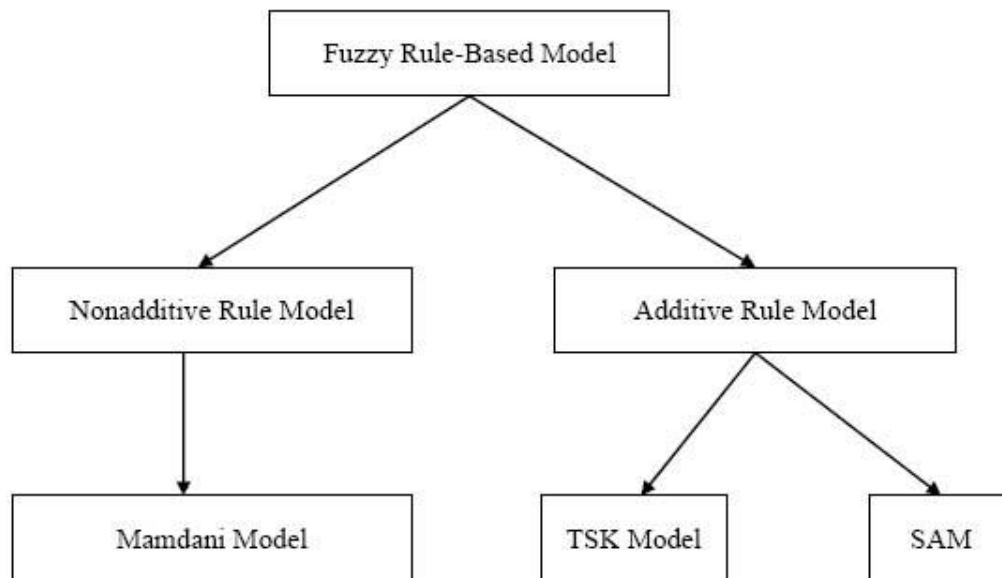 Fuzzy Rule-Based Model
Nonadditive Rule Model
Additive Rule Model
Mamdani Model
TSK Model
SAM